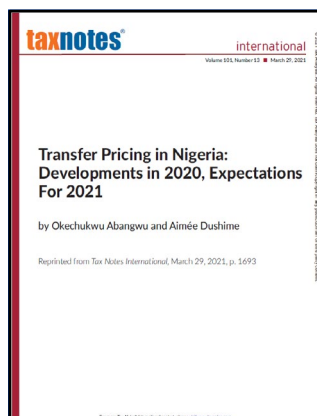 taxnotes®
international
Volume 101, Number 13 ■ March 29, 2021
Transfer Pricing in Nigeria:
Developments in 2020, Expectations
For 2021
by Okechukwu Abangwu and Aimée Dushime
Reprinted from Tax Notes International, March 29, 2021, p. 1693